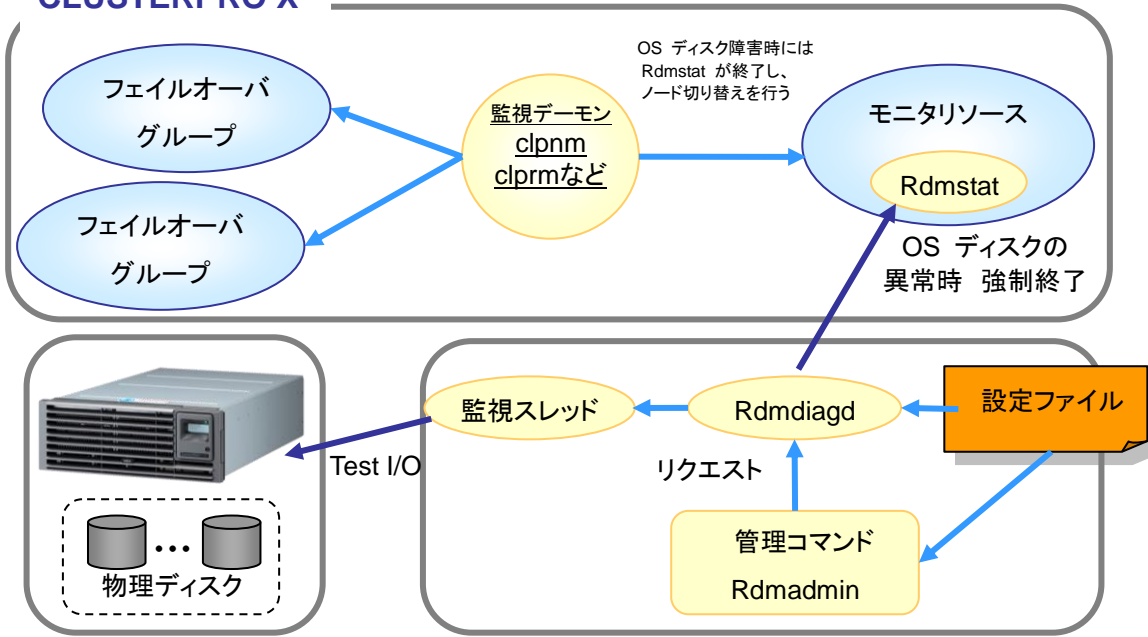 CLUSTERPRO X
フェイルオーバ
グループ
フェイルオーバ
グループ
監視デーモン
clpnm
clprmなど
OS ディスク障害時には
Rdmstat が終了し、
ノード切り替えを行う
モニタリソース
Rdmstat
OS ディスクの
異常時 強制終了
監視スレッド
Rdmdiagd
設定ファイル
Test I/O
リクエスト
管理コマンド
Rdmadmin
物理ディスク